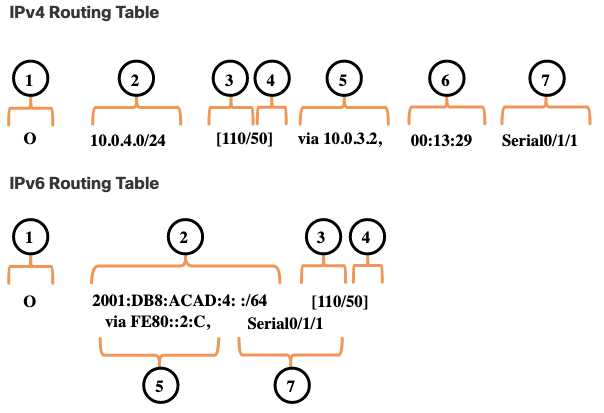 IPv4 Routing Table
1 2 3 4 5 6 7
O 10.0.4.0/24 [110/50] via 10.0.3.2, 00:13:29 Serial0/1/1
IPv6 Routing Table
1 2 3 4
O 2001:DB8:ACAD:4: :/64 [110/50]
via FE80::2:C, Serial0/1/1
5 7